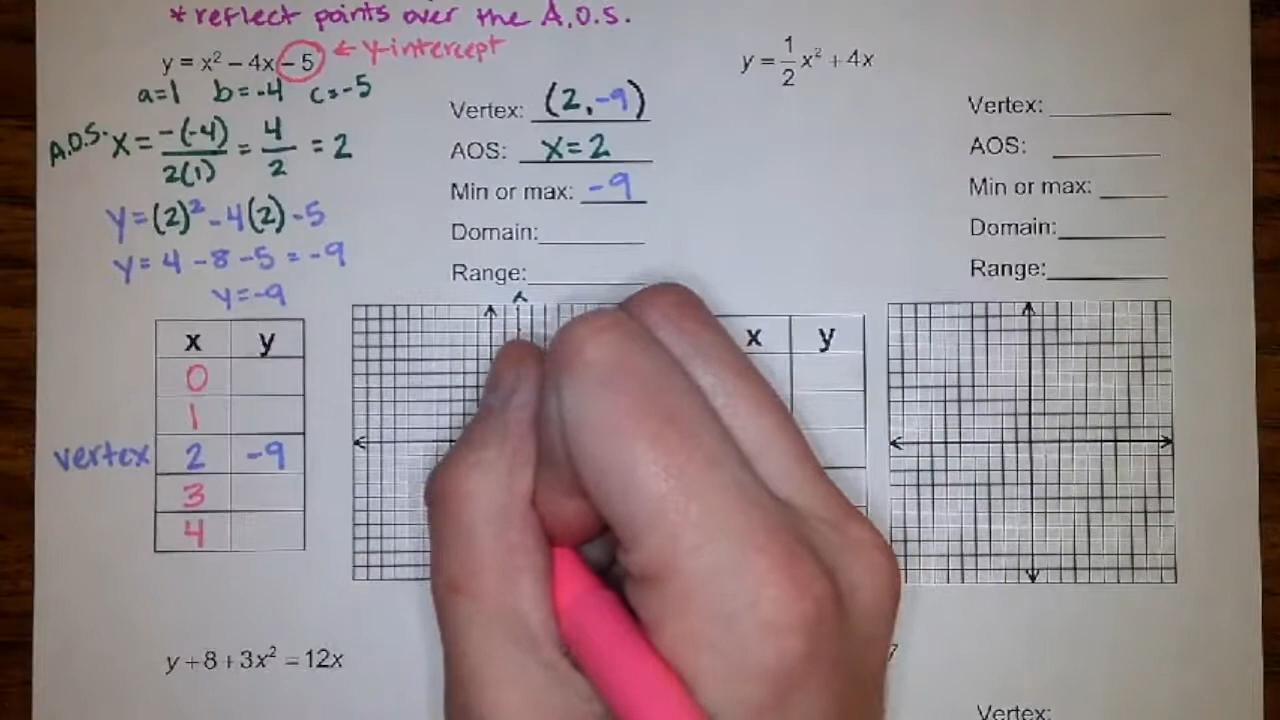 * reflect points over the A.O.S.
y = x² – 4x – 5 ← y-intercept
a=1 b=-4 c=-5
A.O.S. x = -(-4)/2(1) = 4/2 = 2
y = (2)² - 4(2) - 5
y = 4 - 8 - 5 = -9
y = -9
Vertex: (2, -9)
AOS: x = 2
Min or max: -9
Domain:
Range:
x y
0
1
vertex 2 -9
3
4
y + 8 + 3x² = 12x
y = 1/2 x² + 4x
Vertex:
AOS:
Min or max:
Domain:
Range:
x y
7
Vertex: